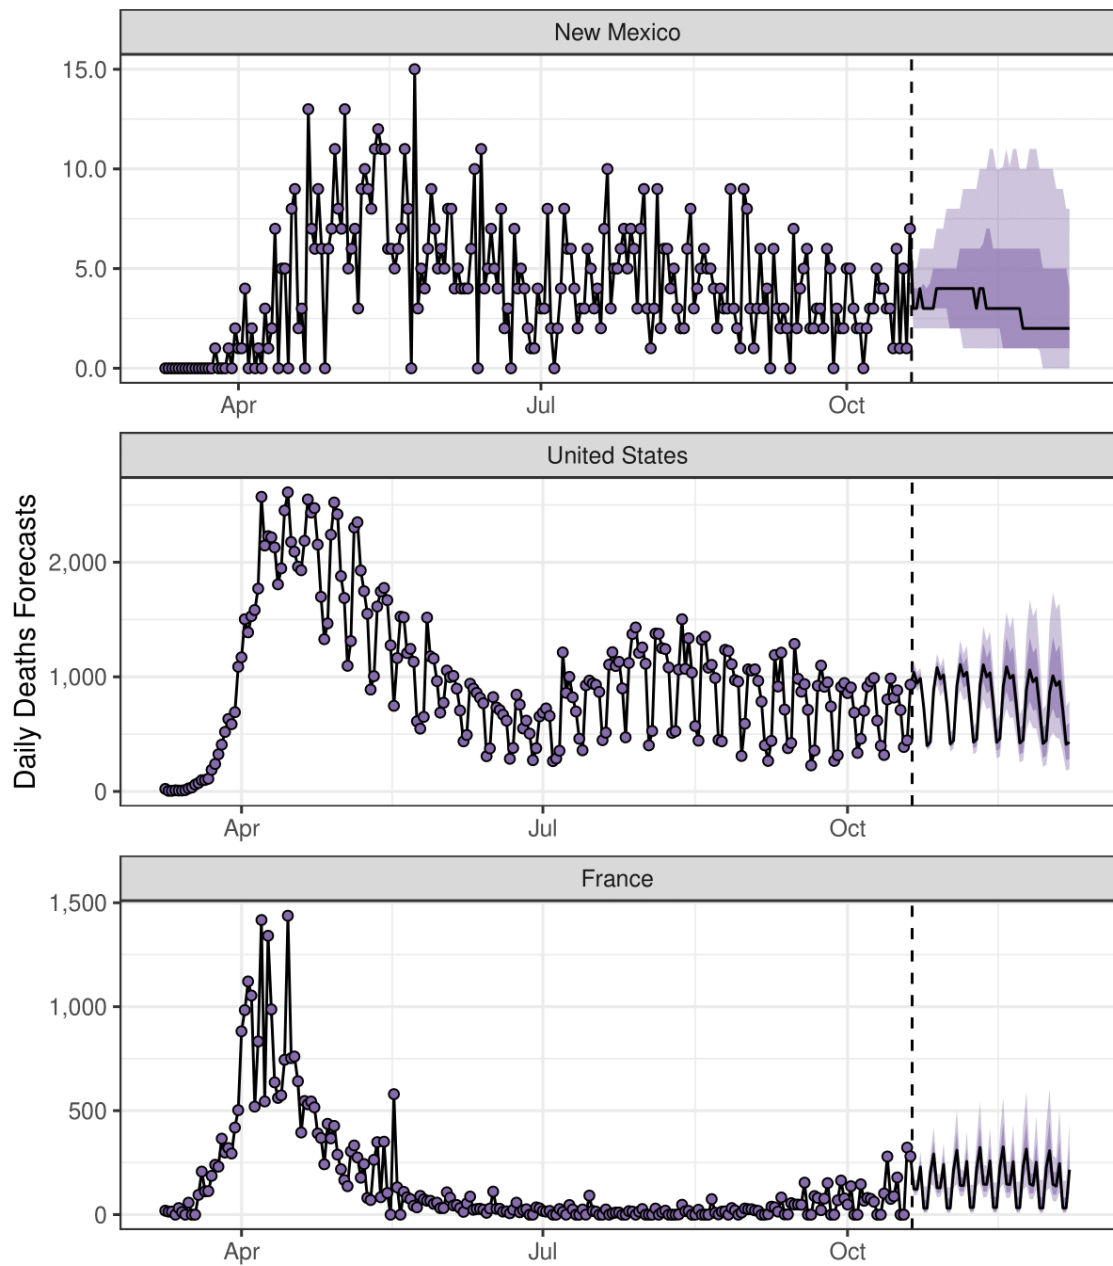 New Mexico
15.0
10.0
5.0
0.0
Apr Jul Oct
United States
Daily Deaths Forecasts
2,000
1,000
0
Apr Jul Oct
France
1,500
1,000
500
0
Apr Jul Oct